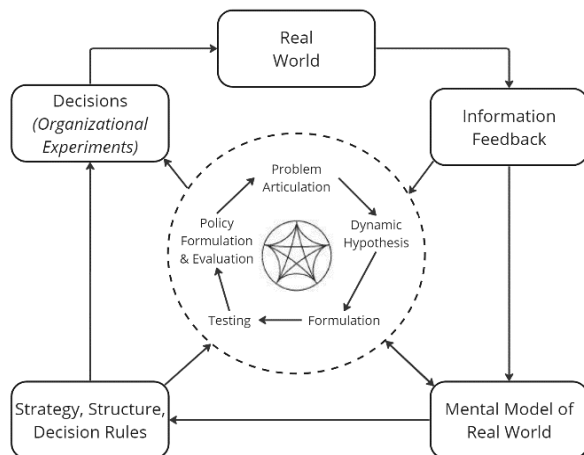 Real
World
Decisions
(Organizational
Experiments)
Information
Feedback
Problem
Articulation
Policy
Formulation
& Evaluation
Dynamic
Hypothesis
Testing
Formulation
Strategy, Structure,
Decision Rules
Mental Model of
Real World